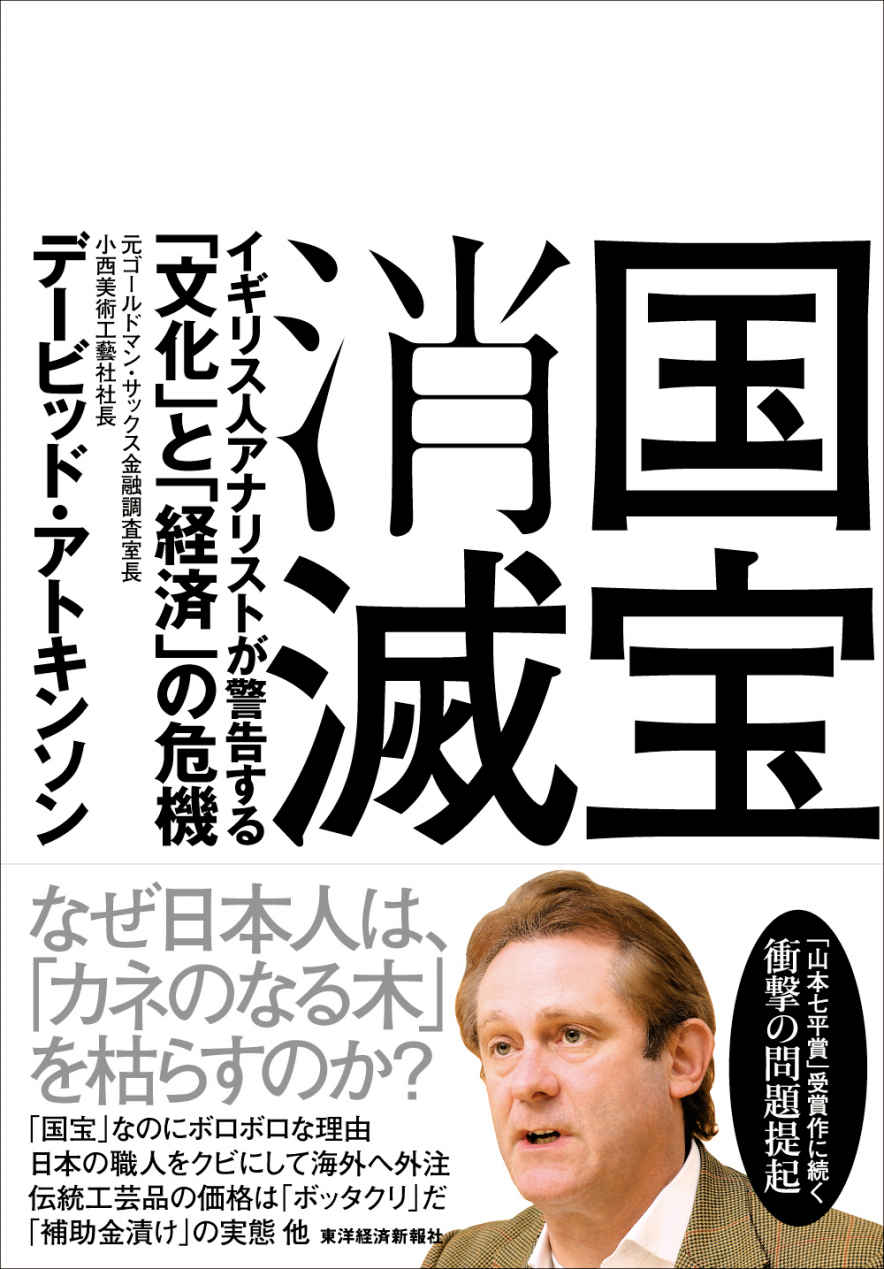 国宝
消滅
イギリス人アナリストが警告する
「文化」と「経済」の危機
元ゴールドマン・サックス金融調査室長
小西美術工藝社社長
デービッド・アトキンソン
「山本七平賞」受賞作に続く
衝撃の問題提起
なぜ日本人は、
「カネのなる木」
を枯らすのか?
「国宝」なのにボロボロな理由
日本の職人をクビにして海外へ外注
伝統工芸品の価格は「ボッタクリ」だ
「補助金漬け」の実態 他
東洋経済新報社